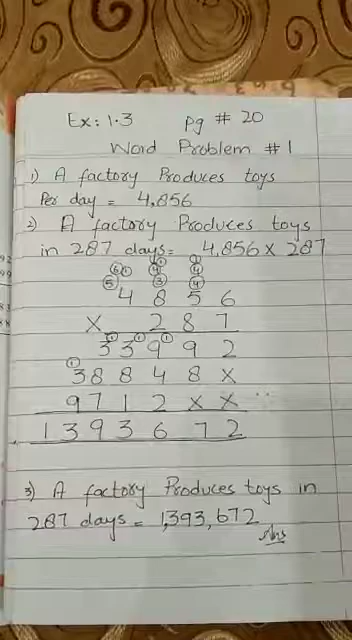 Ex: 1.3 Pg # 20
Word Problem #1
1) A factory Produces toys
Per day = 4,856
2) A factory Produces toys
in 287 days = 4,856 x 287
4 8 5 6
x 2 8 7
3 3 9 9 2
3 8 8 4 8 x
9 7 1 2 x x
1 3 9 3 6 7 2
3) A factory Produces toys in
287 days = 1,393,672
Ans